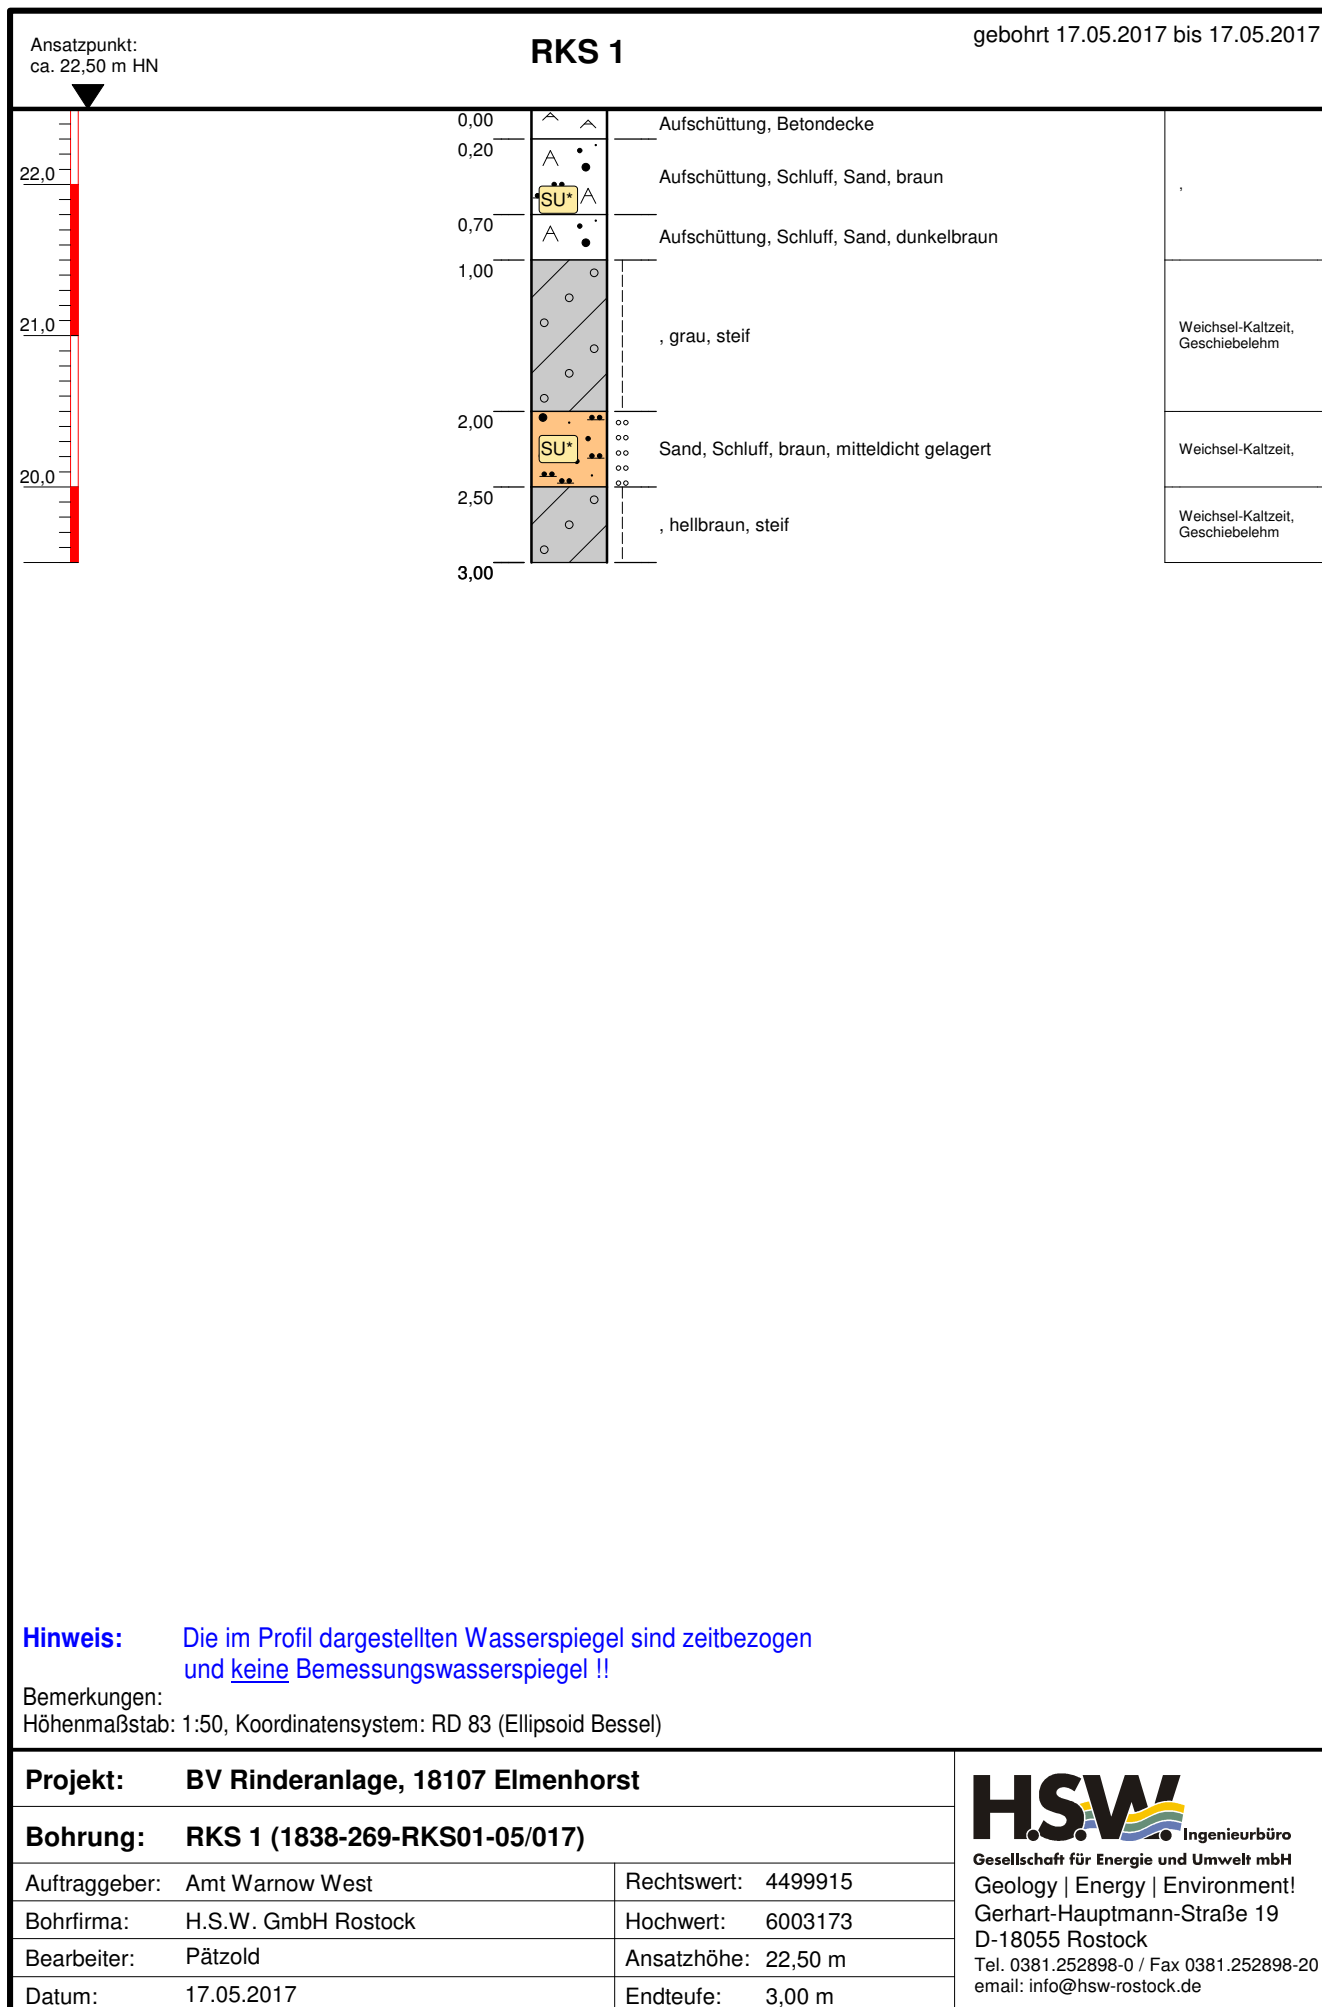 Ansatzpunkt:
ca. 22,50 m HN
RKS 1
gebohrt 17.05.2017 bis 17.05.2017
0,00
Aufschüttung, Betondecke
0,20
22,0
Aufschüttung, Schluff, Sand, braun
,
SU*
0,70
Aufschüttung, Schluff, Sand, dunkelbraun
1,00
21,0
, grau, steif
Weichsel-Kaltzeit,
Geschiebelehm
2,00
SU*
Sand, Schluff, braun, mitteldicht gelagert
Weichsel-Kaltzeit,
20,0
2,50
, hellbraun, steif
Weichsel-Kaltzeit,
Geschiebelehm
3,00
Hinweis: Die im Profil dargestellten Wasserspiegel sind zeitbezogen
und keine Bemessungswasserspiegel !!
Bemerkungen:
Höhenmaßstab: 1:50, Koordinatensystem: RD 83 (Ellipsoid Bessel)
Projekt: BV Rinderanlage, 18107 Elmenhorst
Bohrung: RKS 1 (1838-269-RKS01-05/017)
Auftraggeber: Amt Warnow West
Rechtswert: 4499915
Bohrfirma: H.S.W. GmbH Rostock
Hochwert: 6003173
Bearbeiter: Pätzold
Ansatzhöhe: 22,50 m
Datum: 17.05.2017
Endteufe: 3,00 m
H.S.W. Ingenieurbüro
Gesellschaft für Energie und Umwelt mbH
Geology | Energy | Environment!
Gerhart-Hauptmann-Straße 19
D-18055 Rostock
Tel. 0381.252898-0 / Fax 0381.252898-20
email: info@hsw-rostock.de